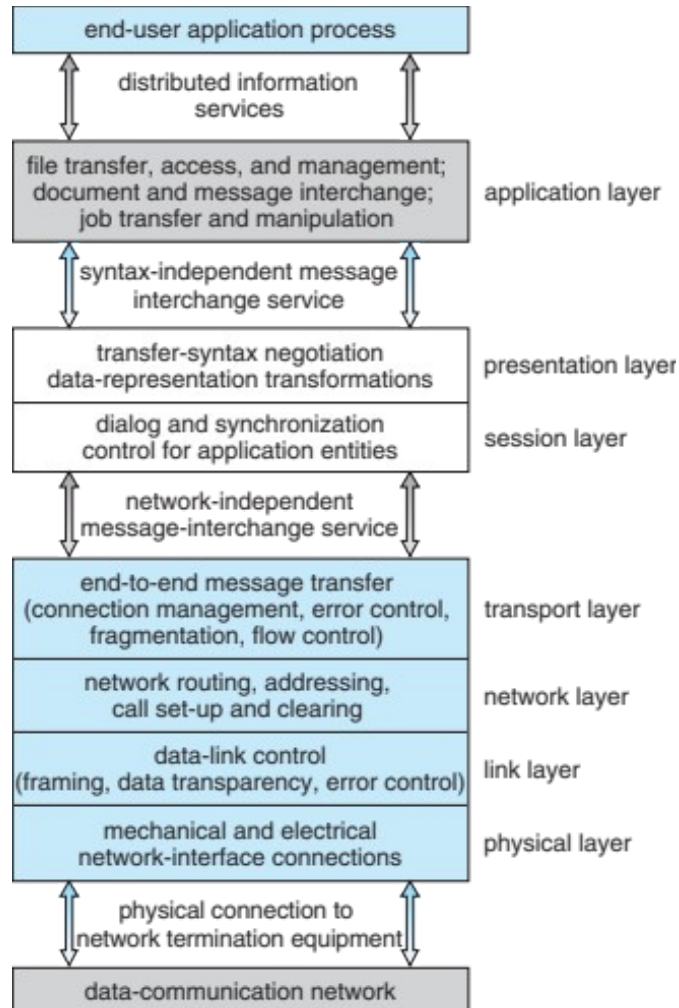 end-user application process
distributed information
services
file transfer, access, and management;
document and message interchange;
job transfer and manipulation
application layer
syntax-independent message
interchange service
transfer-syntax negotiation
data-representation transformations
presentation layer
dialog and synchronization
control for application entities
session layer
network-independent
message-interchange service
end-to-end message transfer
(connection management, error control,
fragmentation, flow control)
transport layer
network routing, addressing,
call set-up and clearing
network layer
data-link control
(framing, data transparency, error control)
link layer
mechanical and electrical
network-interface connections
physical layer
physical connection to
network termination equipment
data-communication network